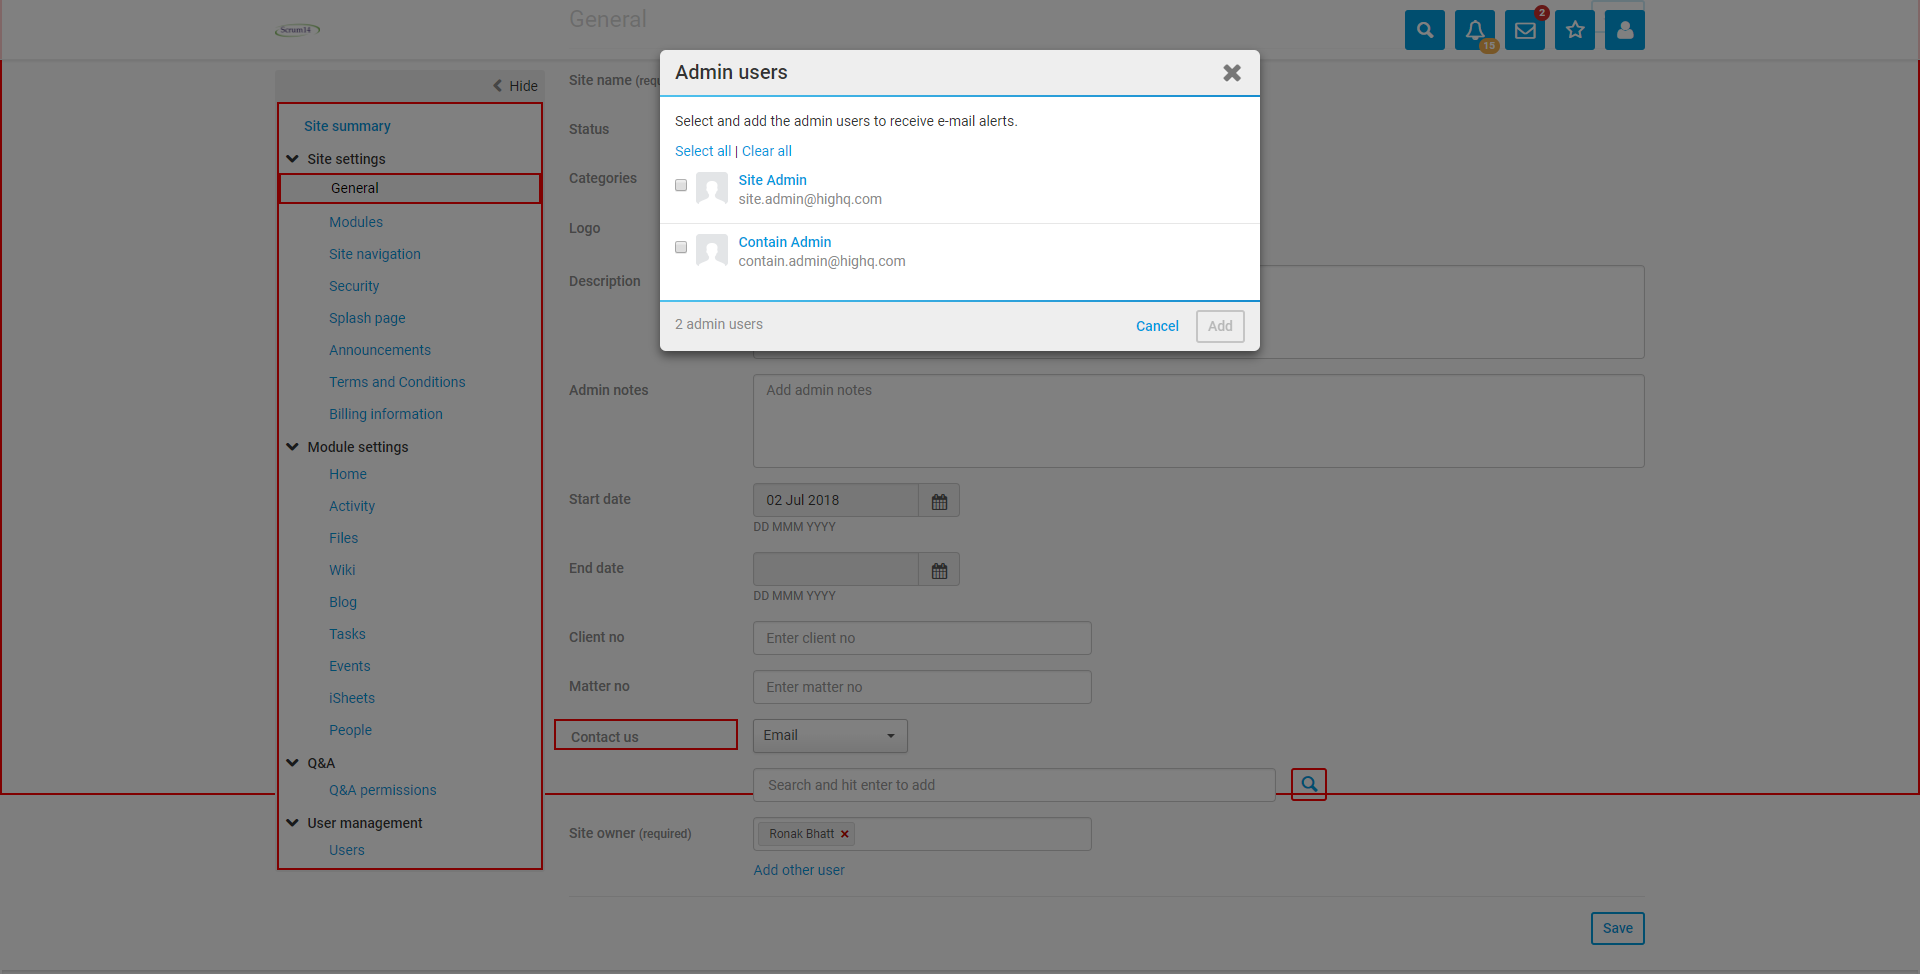 Scrum14
General
15
2
Hide
Site summary
Site settings
General
Modules
Site navigation
Security
Splash page
Announcements
Terms and Conditions
Billing information
Module settings
Home
Activity
Files
Wiki
Blog
Tasks
Events
iSheets
People
Q&A
Q&A permissions
User management
Users
Admin users
Select and add the admin users to receive e-mail alerts.
Select all | Clear all
Site Admin
site.admin@highq.com
Contain Admin
contain.admin@highq.com
2 admin users
Cancel
Add
Site name (requ
Status
Categories
Logo
Description
Admin notes
Add admin notes
Start date
02 Jul 2018
DD MMM YYYY
End date
DD MMM YYYY
Client no
Enter client no
Matter no
Enter matter no
Contact us
Email
Search and hit enter to add
Site owner (required)
Ronak Bhatt
Add other user
Save